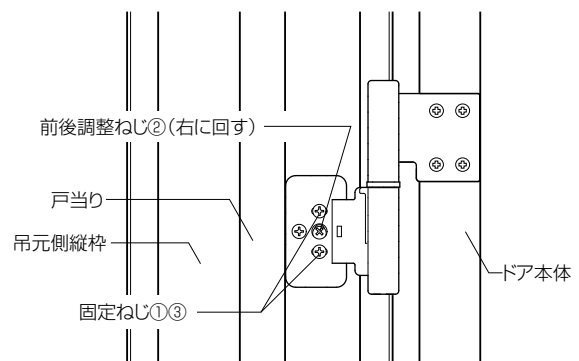 前後調整ねじ②(右に回す)
戸当り
吊元側縦枠
ドア本体
固定ねじ①③